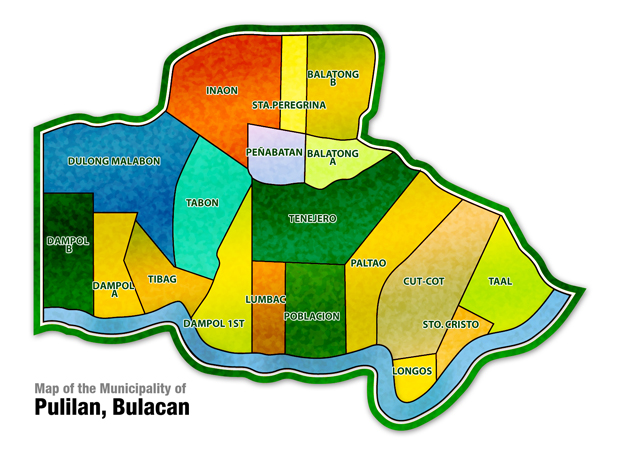 INAON
BALATONG
B
STA.PEREGRINA
PEÑABATAN
BALATONG
A
DULONG MALABON
TABON
TENEJERO
DAMPOL
B
DAMPOL
A
TIBAG
PALTAO
CUT-COT
TAAL
LUMBAC
POBLACION
DAMPOL 1ST
STO. CRISTO
LONGOS
Map of the Municipality of
Pulilan, Bulacan